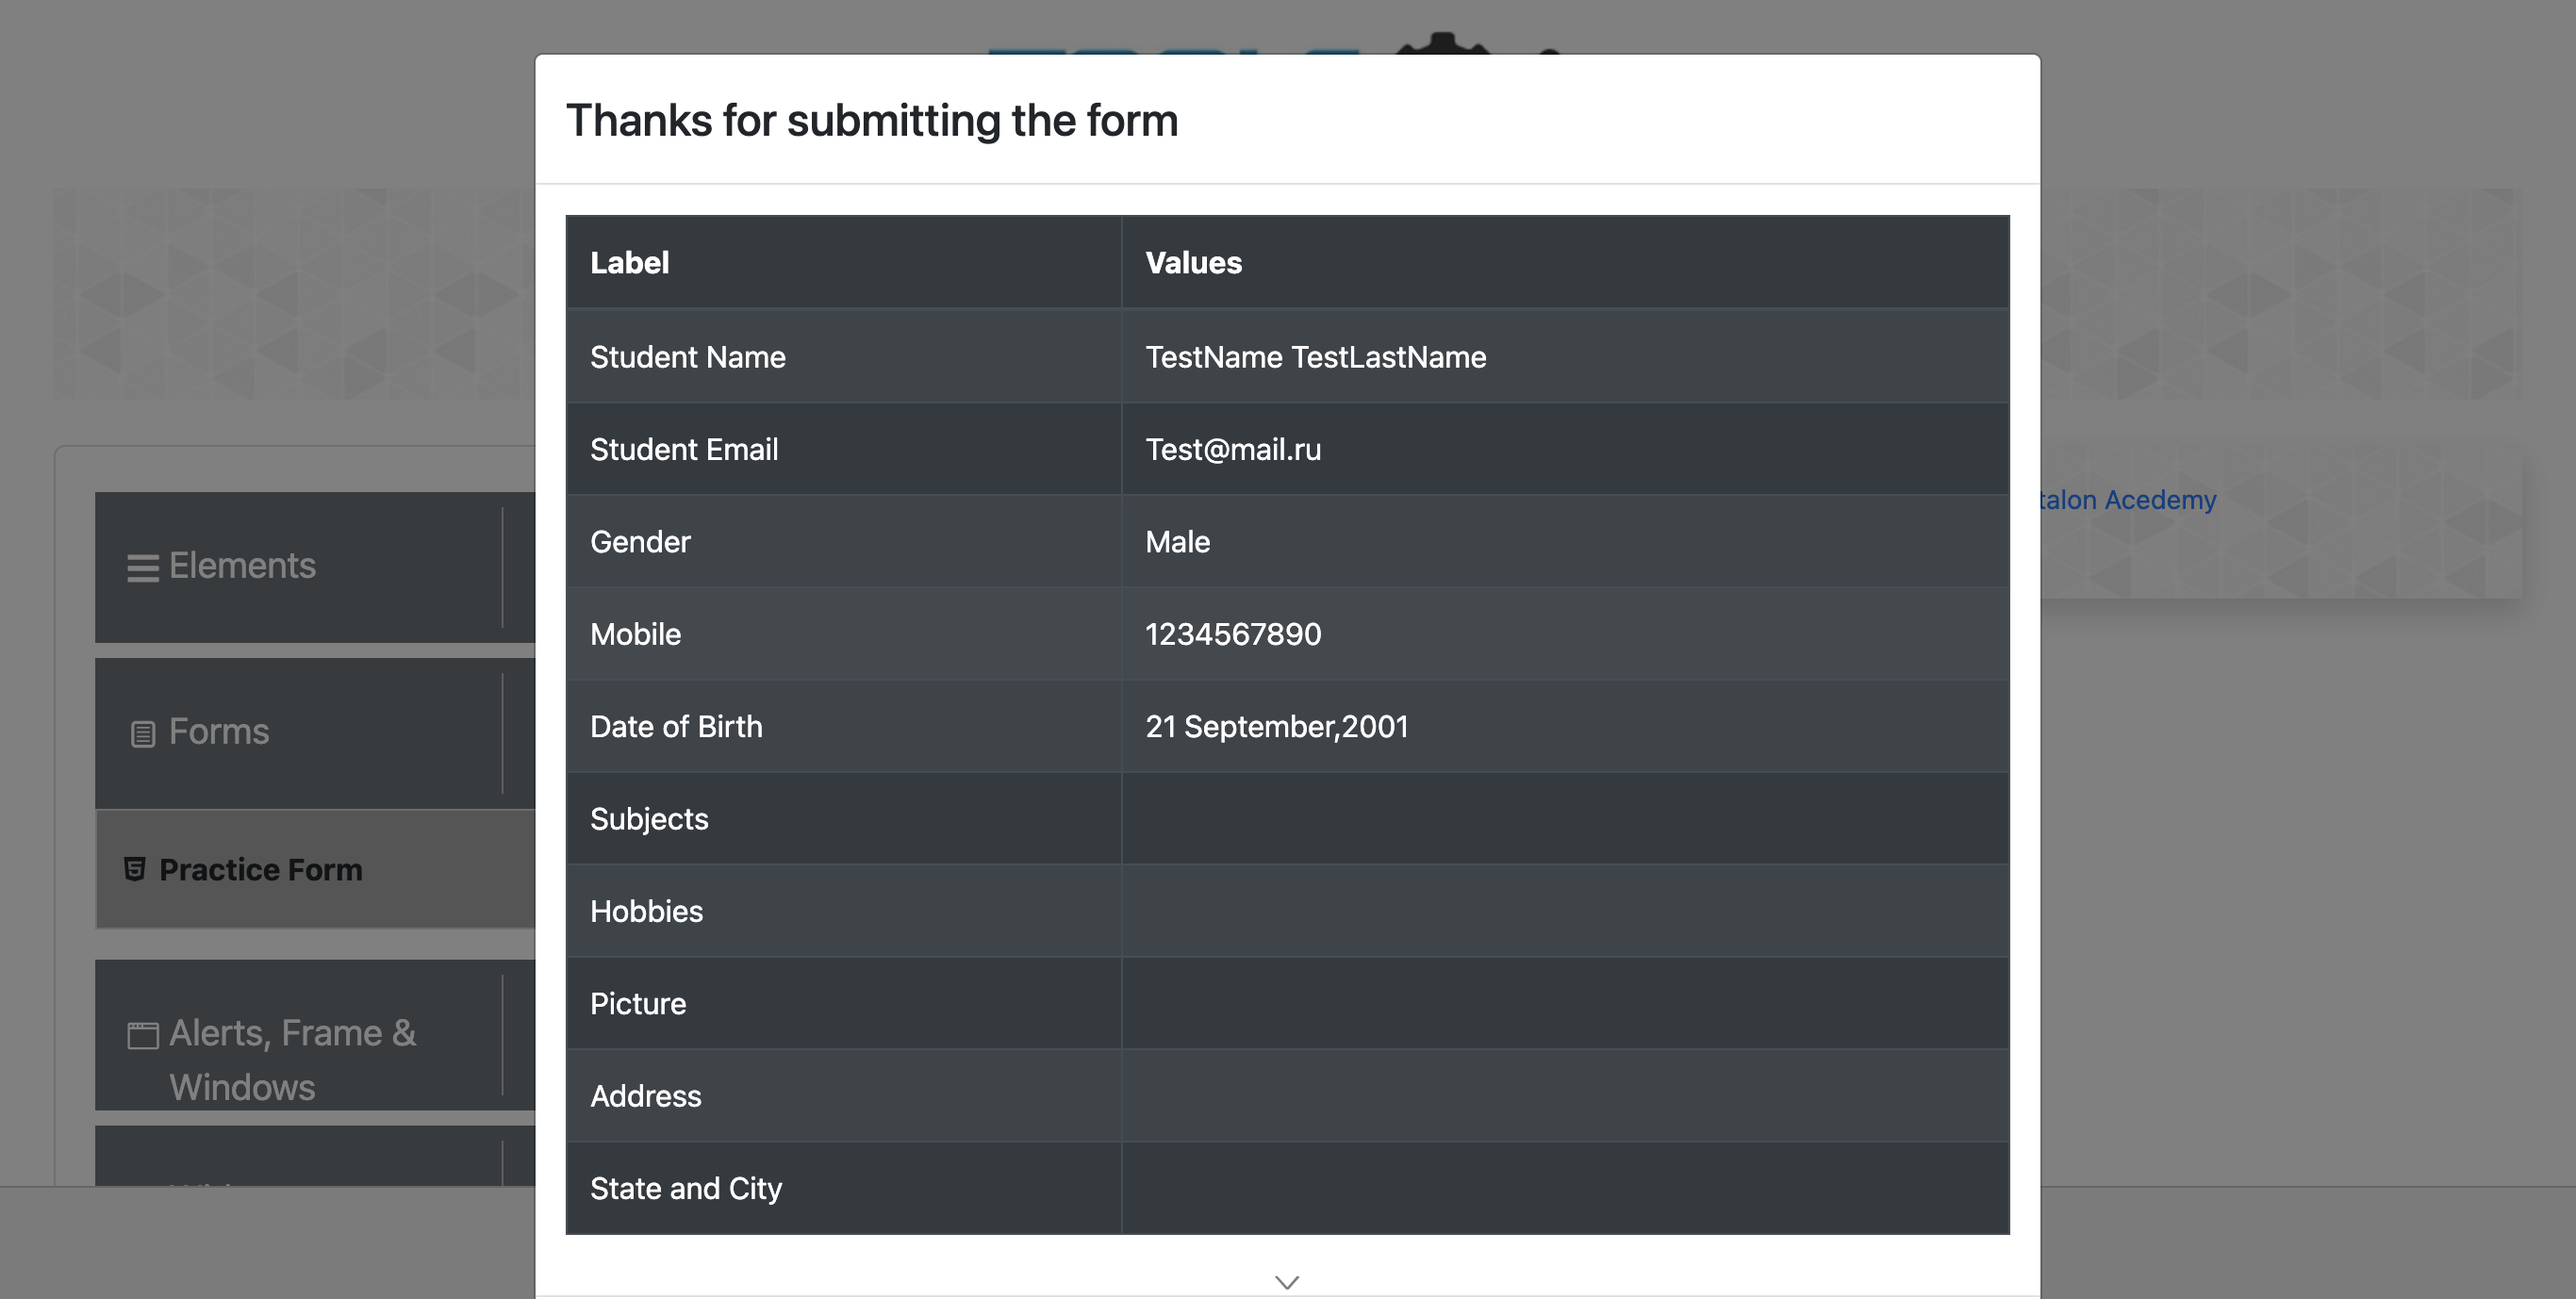 Thanks for submitting the form
Label Values
Student Name TestName TestLastName
Student Email Test@mail.ru
Gender Male
Mobile 1234567890
Date of Birth 21 September,2001
Subjects
Hobbies
Picture
Address
State and City
Elements
Forms
Practice Form
Alerts, Frame &
Windows
talon Acedemy